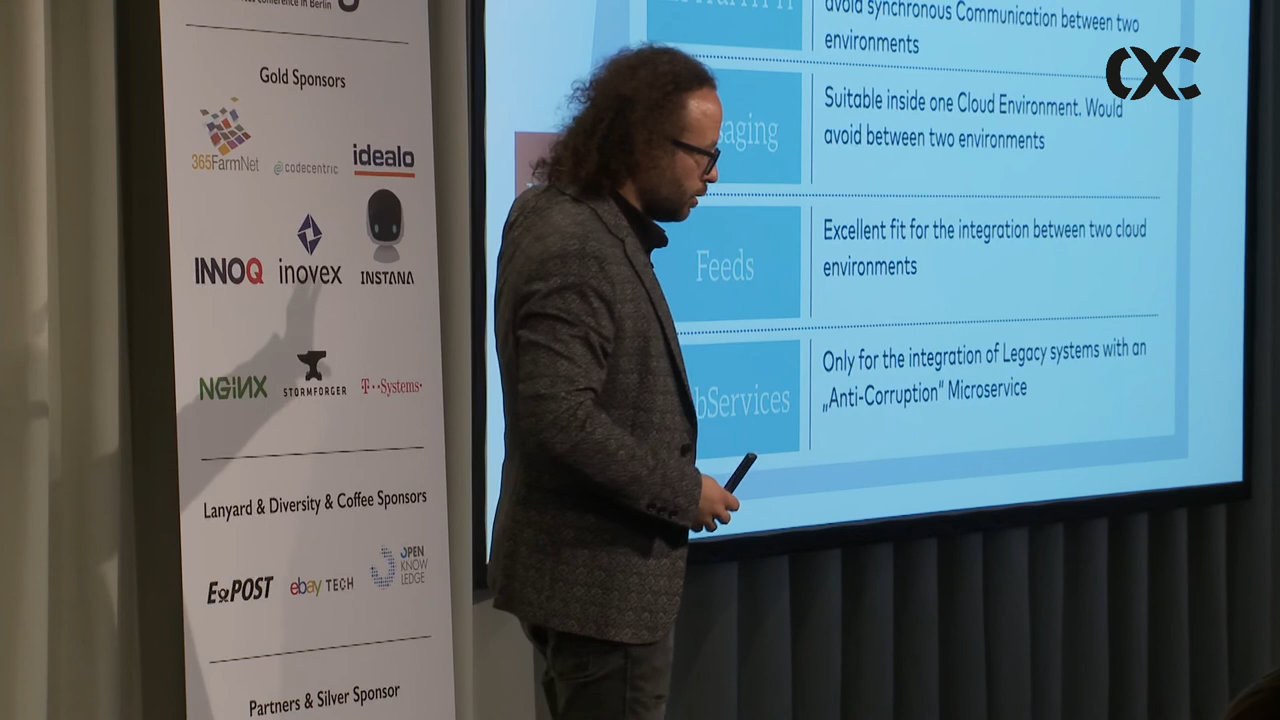 conference in Berlin
Gold Sponsors
365FarmNet
codecentric
idealo
INNOQ
inovex
INSTANA
NGINX
STORMFORGER
T··Systems·
Lanyard & Diversity & Coffee Sponsors
E POST
ebay TECH
OPEN
KNOW
LEDGE
Partners & Silver Sponsor
avoid synchronous Communication between two
environments
saging
Suitable inside one Cloud Environment. Would
avoid between two environments
Feeds
Excellent fit for the integration between two cloud
environments
bServices
Only for the integration of Legacy systems with an
„Anti-Corruption“ Microservice
CXC